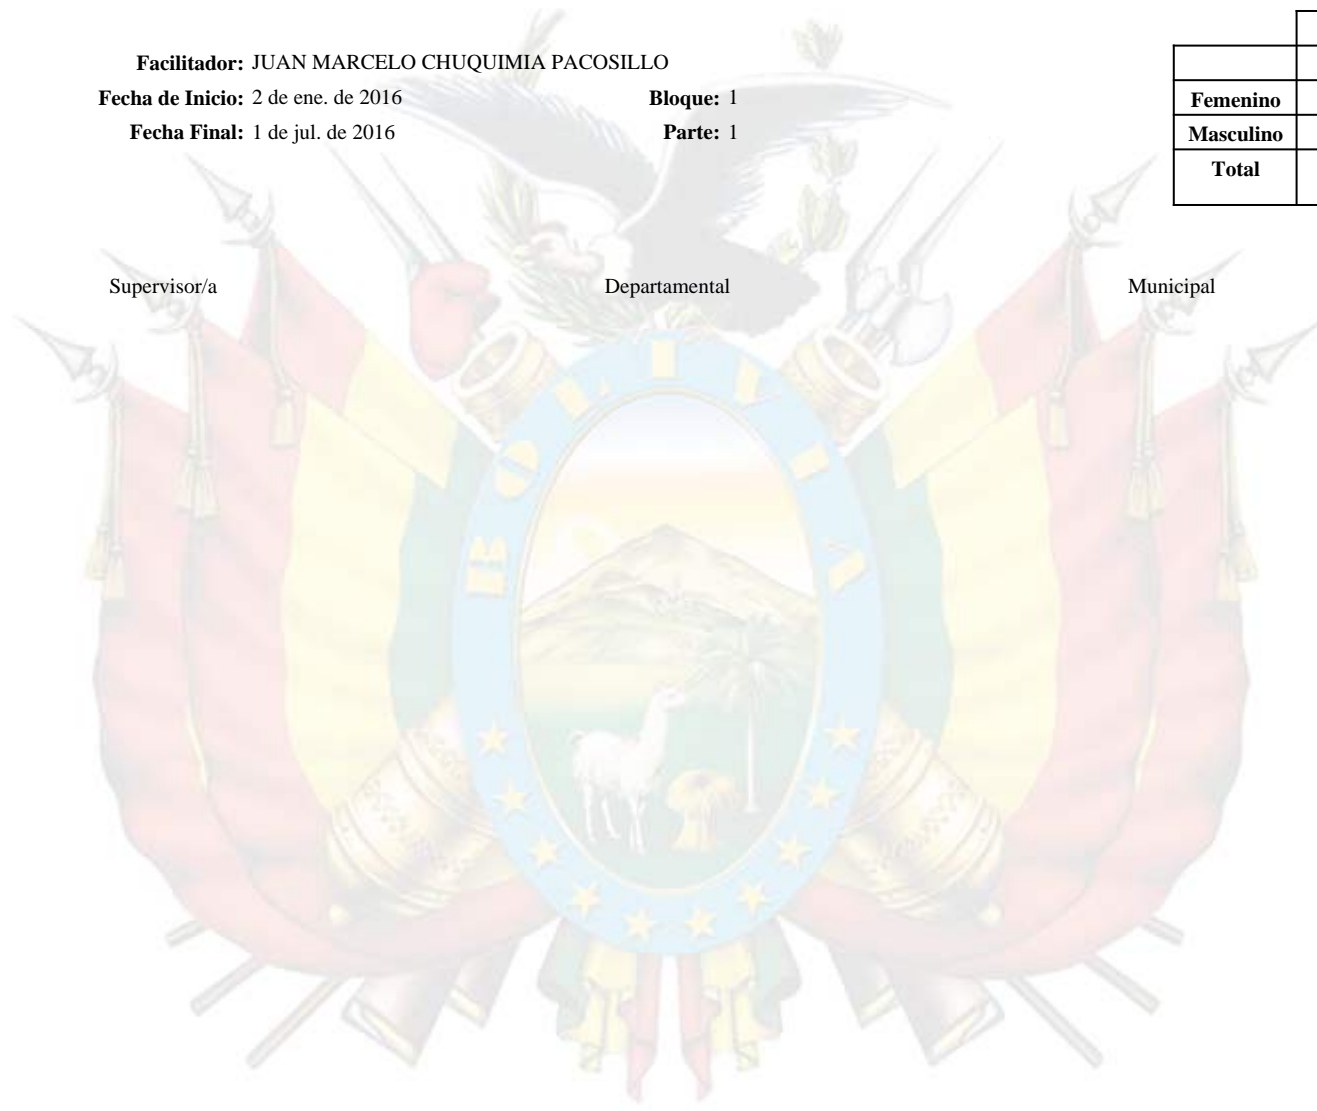 Facilitador: JUAN MARCELO CHUQUIMIA PACOSILLO
Fecha de Inicio: 2 de ene. de 2016 Bloque: 1
Fecha Final: 1 de jul. de 2016 Parte: 1
Femenino
Masculino
Total
Supervisor/a Departamental Municipal
BOLIVIA